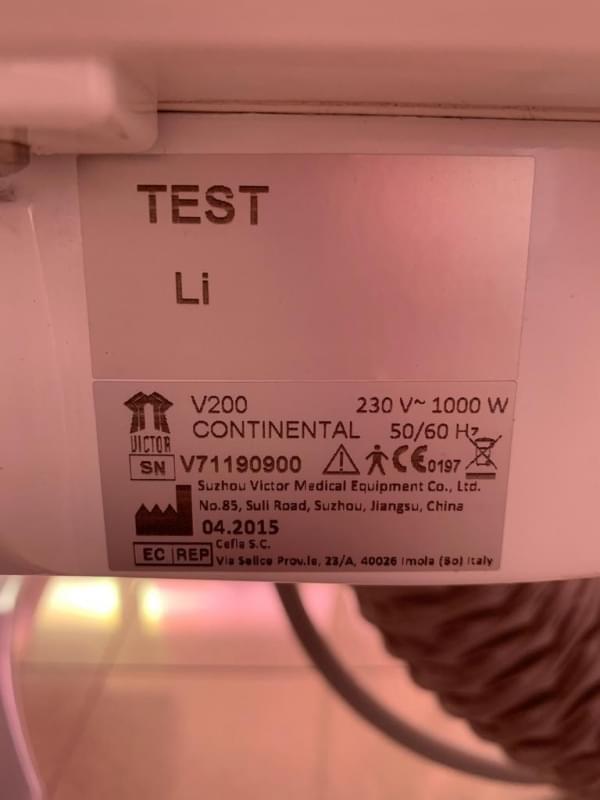 TEST
Li
VICTOR
V200 230 V~ 1000 W
CONTINENTAL 50/60 Hz
SN V71190900 CE0197
Suzhou Victor Medical Equipment Co., Ltd.
No.85, Suli Road, Suzhou, Jiangsu, China
04.2015
EC REP Cefla S.C.
Via Selice Prov.le, 23/A, 40026 Imola (Bo) Italy